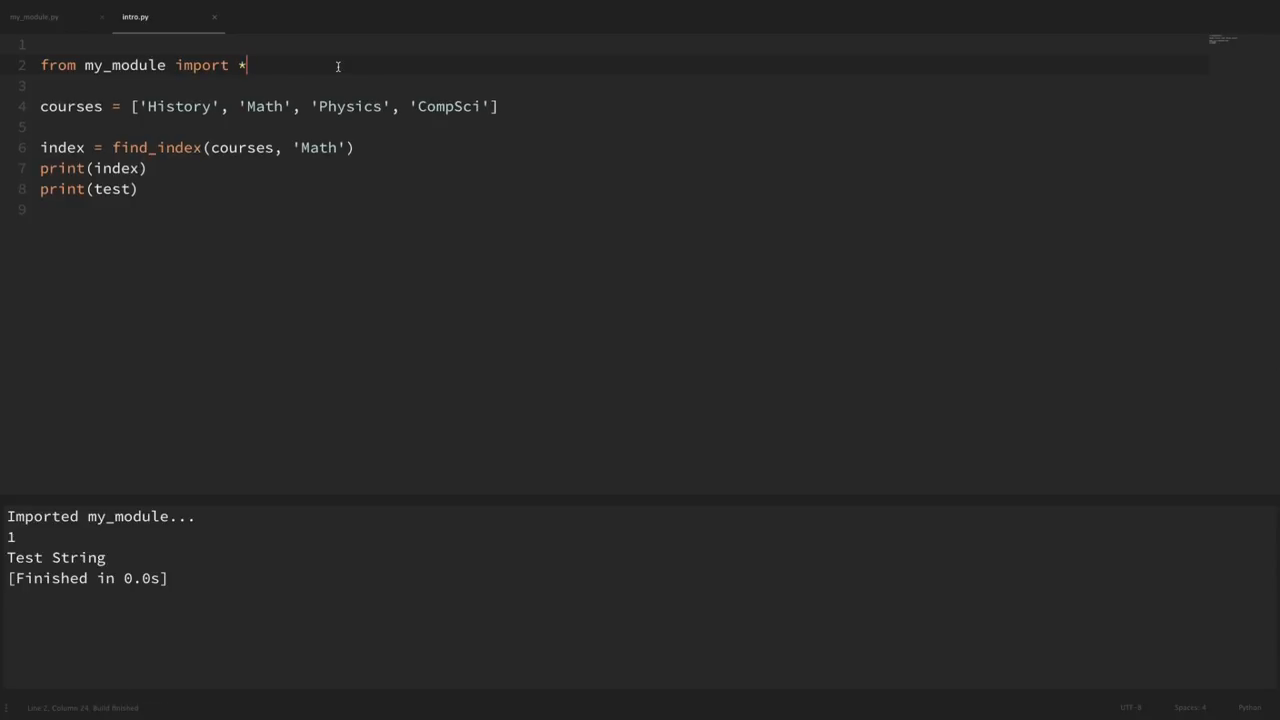 my_module.py × intro.py ×
1
2 from my_module import *
3
4 courses = ['History', 'Math', 'Physics', 'CompSci']
5
6 index = find_index(courses, 'Math')
7 print(index)
8 print(test)
9
Imported my_module...
1
Test String
[Finished in 0.0s]
Line 2, Column 24; Build finished UTF-8 Spaces: 4 Python